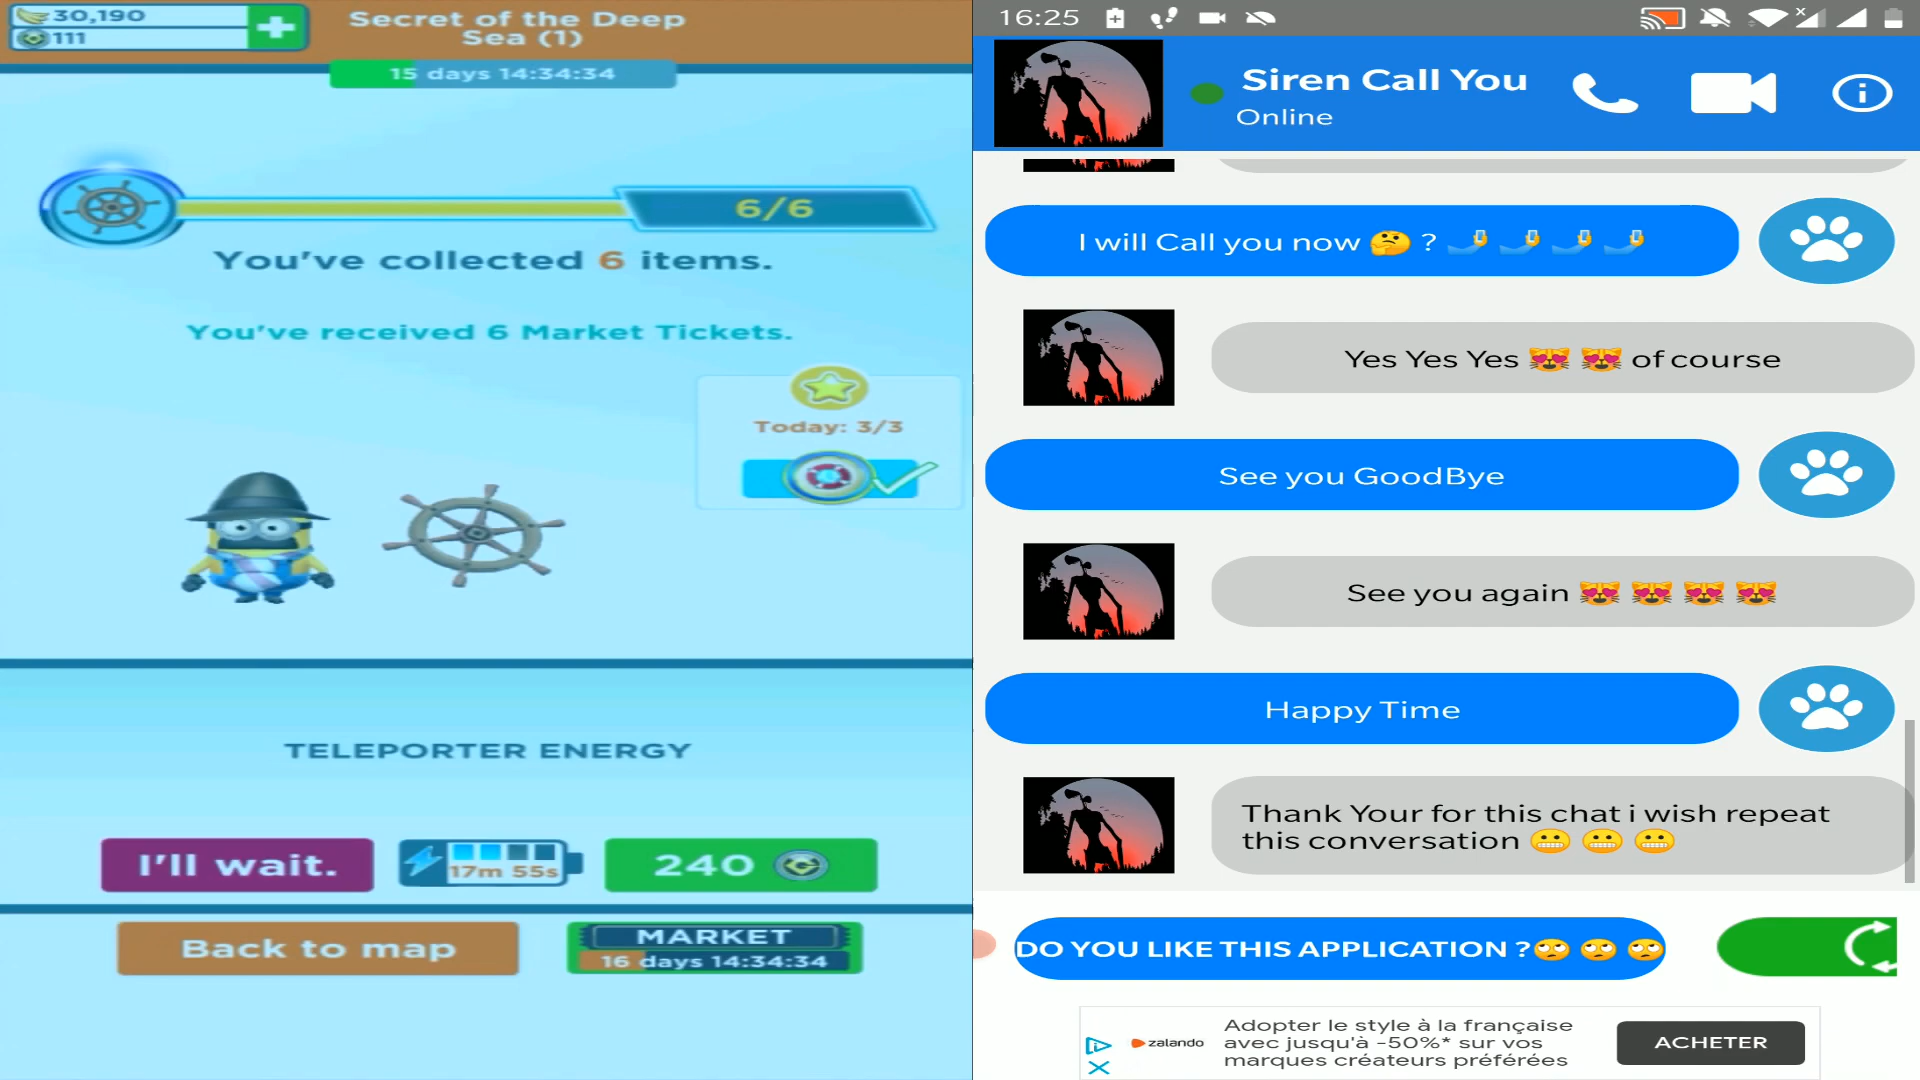 30,190
111
Secret of the Deep
Sea (1)
15 days 14:34:34
6/6
You've collected 6 items.
You've received 6 Market Tickets.
Today: 3/3
TELEPORTER ENERGY
I'll wait.
17m 55s
240
Back to map
MARKET
16 days 14:34:34
16:25
Siren Call You
Online
I will Call you now 🤔 ? 🤳 🤳 🤳 🤳
Yes Yes Yes 😻 😻 of course
See you GoodBye
See you again 😻 😻 😻 😻
Happy Time
Thank Your for this chat i wish repeat
this conversation 😬 😬 😬
DO YOU LIKE THIS APPLICATION ?🙄 🙄 🙄
zalando
Adopter le style à la française
avec jusqu'à -50%* sur vos
marques créateurs préférées
ACHETER